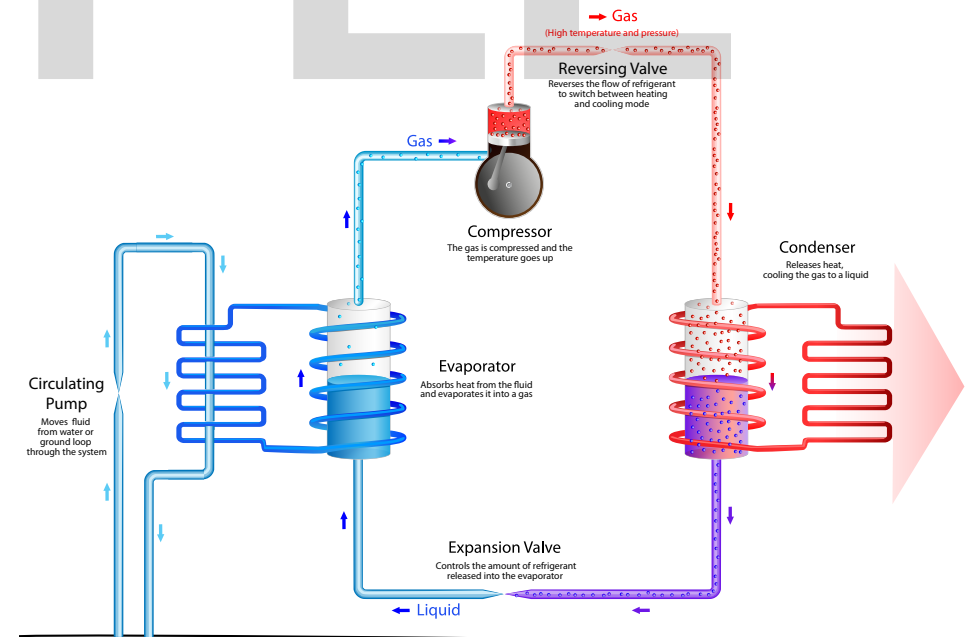 Gas
(High temperature and pressure)
Reversing Valve
Reverses the flow of refrigerant
to switch between heating
and cooling mode
Gas
Compressor
The gas is compressed and the
temperature goes up
Condenser
Releases heat,
cooling the gas to a liquid
Evaporator
Absorbs heat from the fluid
and evaporates it into a gas
Circulating
Pump
Moves fluid
from water or
ground loop
through the system
Expansion Valve
Controls the amount of refrigerant
released into the evaporator
Liquid